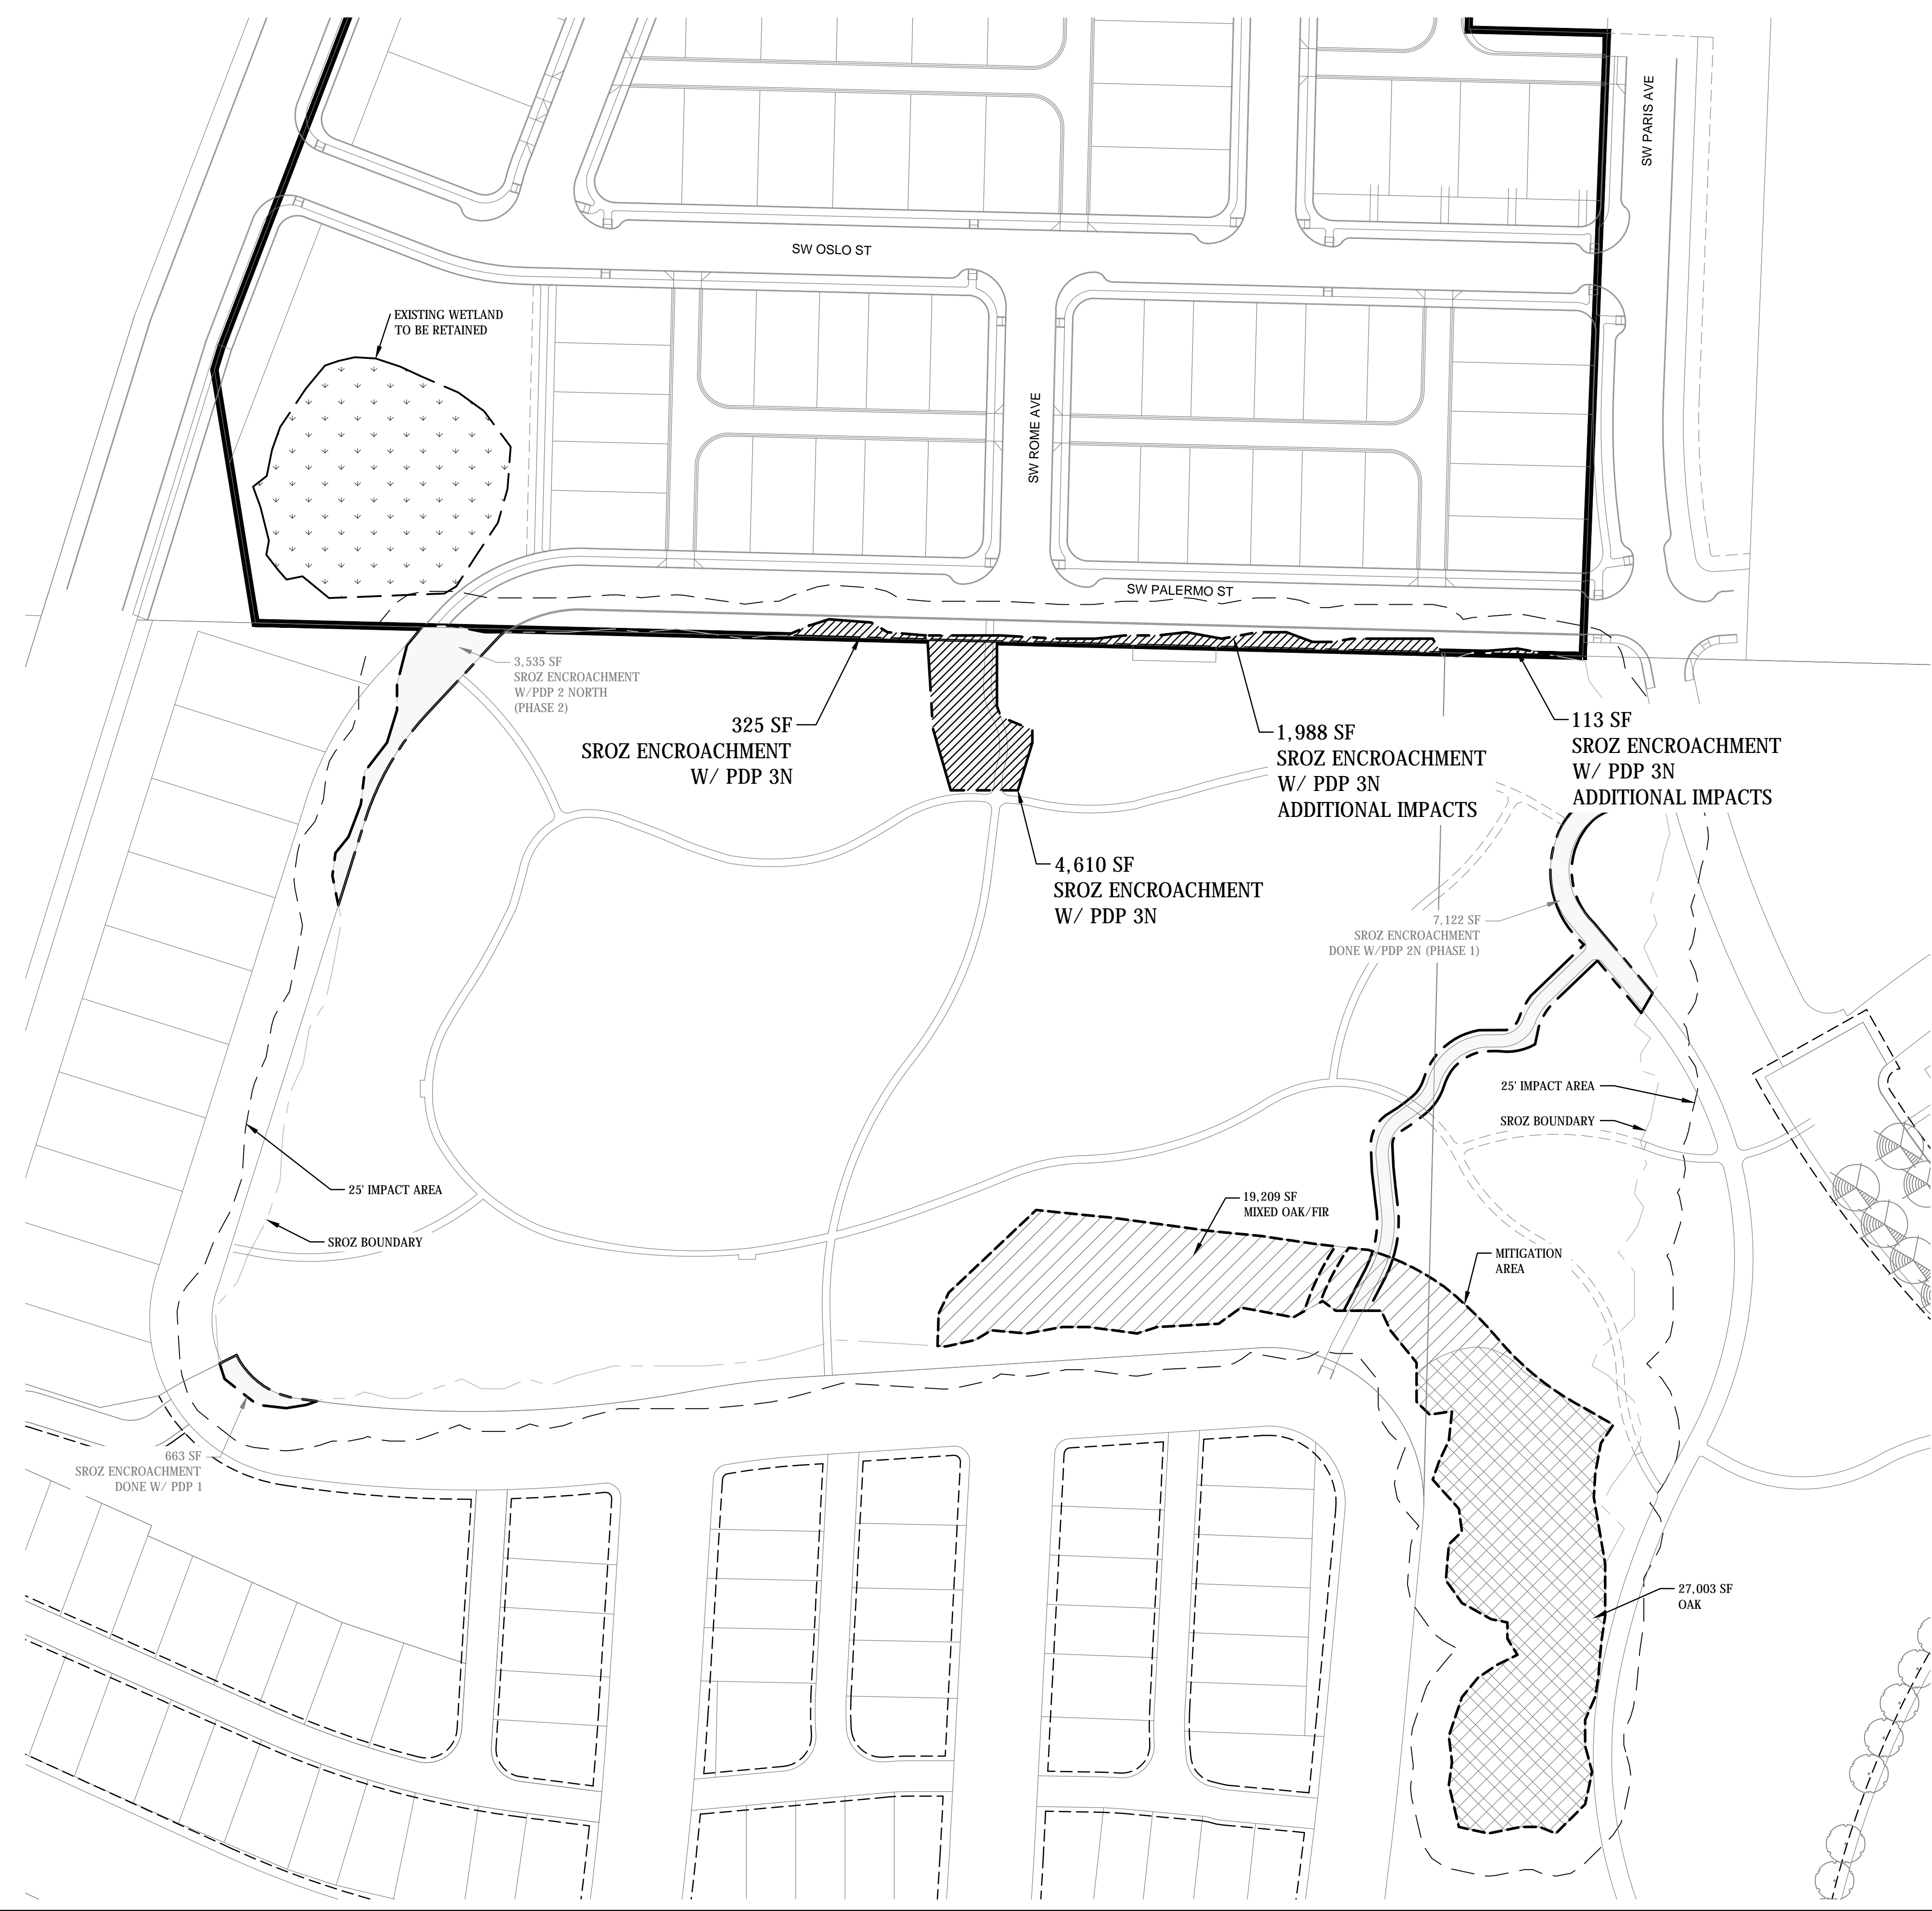 SW PARIS AVE
SW OSLO ST
EXISTING WETLAND
TO BE RETAINED
SW ROME AVE
SW PALERMO ST
3,535 SF
SROZ ENCROACHMENT
W/PDP 2 NORTH
(PHASE 2)
325 SF
SROZ ENCROACHMENT
W/ PDP 3N
1,988 SF
SROZ ENCROACHMENT
W/ PDP 3N
ADDITIONAL IMPACTS
113 SF
SROZ ENCROACHMENT
W/ PDP 3N
ADDITIONAL IMPACTS
4,610 SF
SROZ ENCROACHMENT
W/ PDP 3N
7,122 SF
SROZ ENCROACHMENT
DONE W/PDP 2N (PHASE 1)
25' IMPACT AREA
SROZ BOUNDARY
25' IMPACT AREA
SROZ BOUNDARY
19,209 SF
MIXED OAK/FIR
MITIGATION
AREA
663 SF
SROZ ENCROACHMENT
DONE W/ PDP 1
27,003 SF
OAK